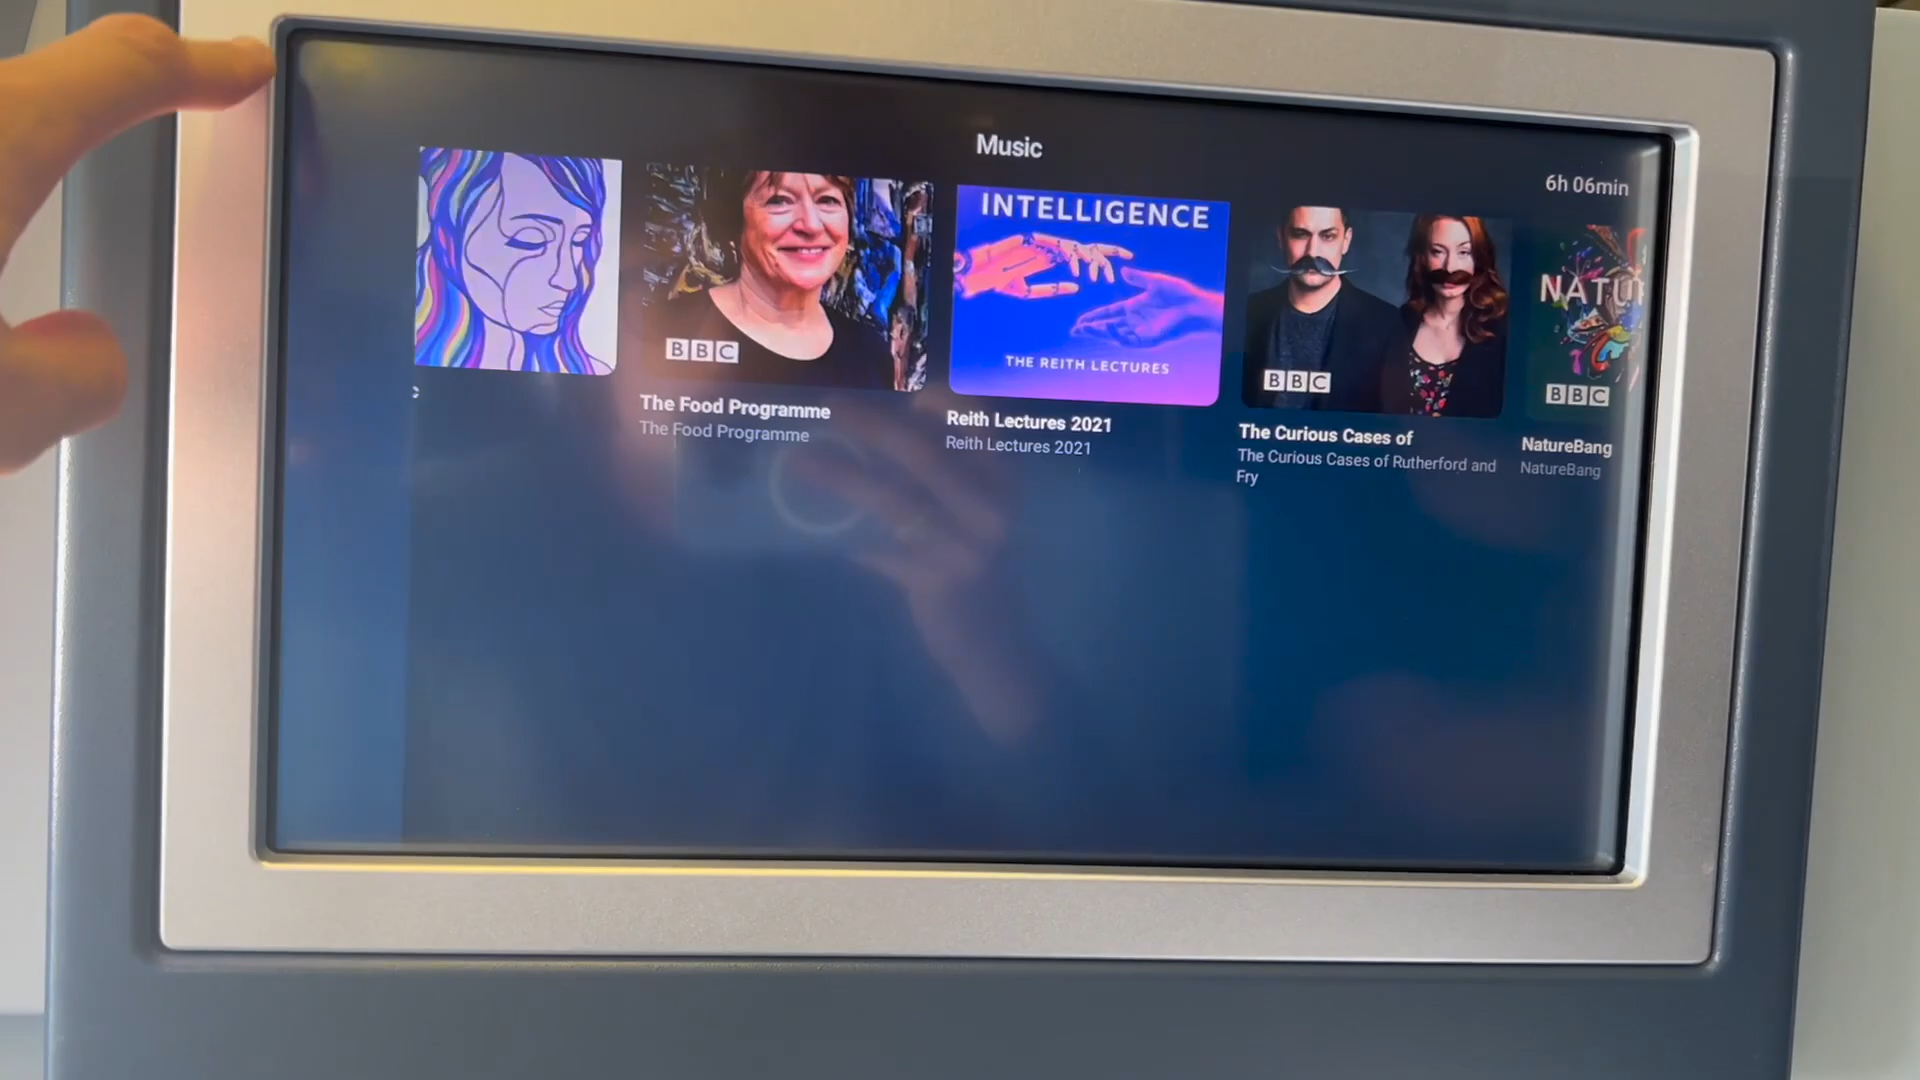 Music
6h 06min
BBC
The Food Programme
The Food Programme
INTELLIGENCE
THE REITH LECTURES
Reith Lectures 2021
Reith Lectures 2021
BBC
The Curious Cases of
The Curious Cases of Rutherford and
Fry
NATU
BBC
NatureBang
NatureBang